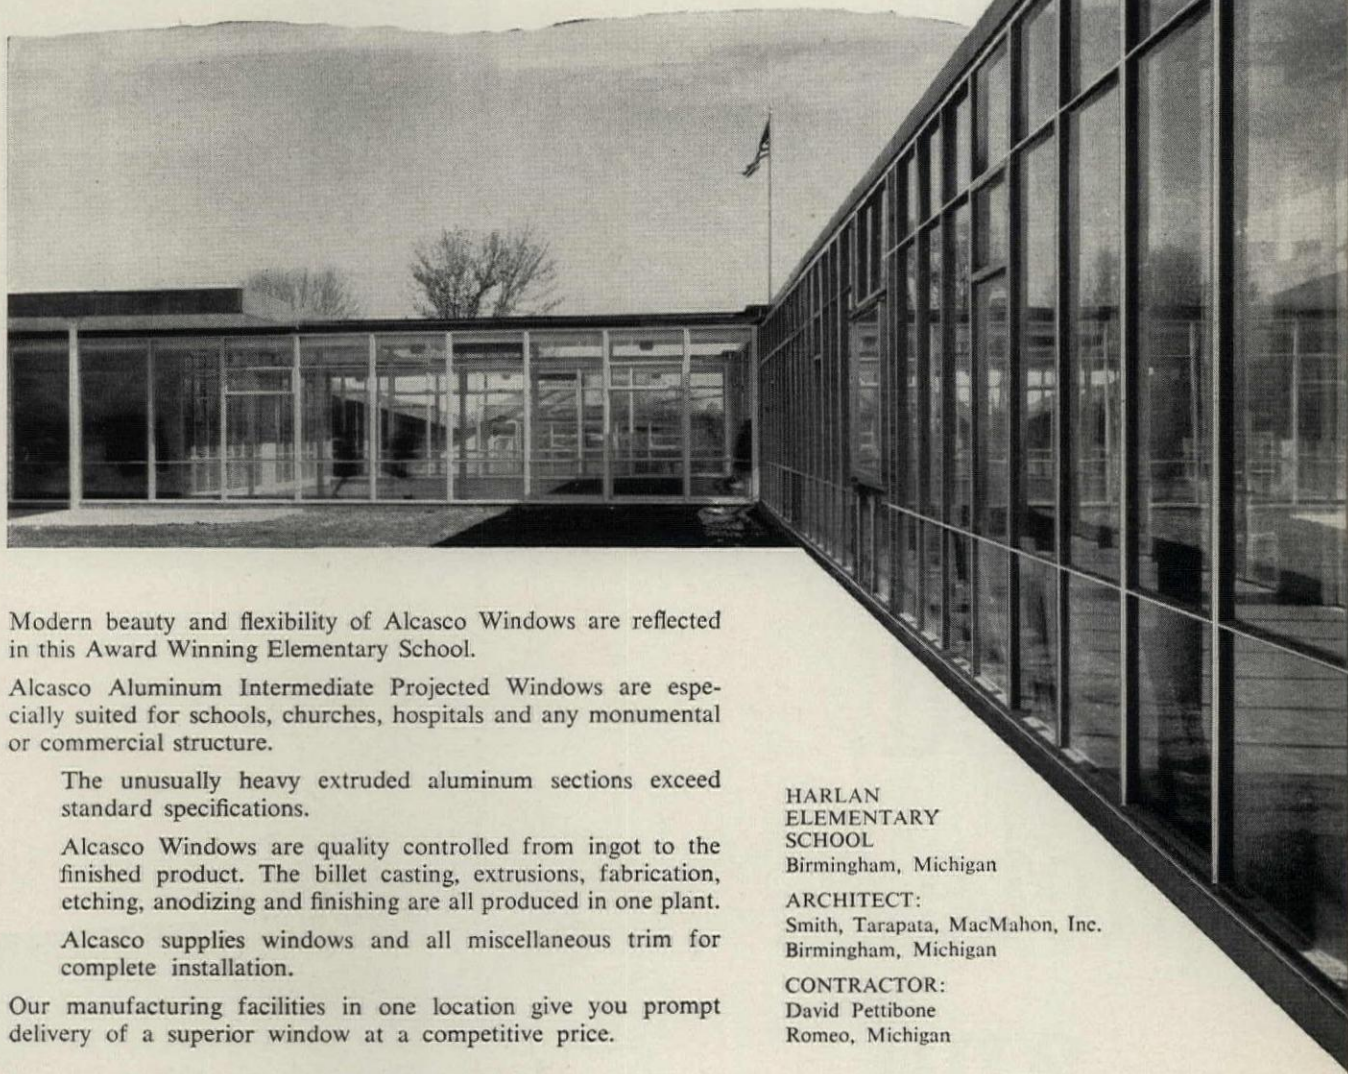 Modern beauty and flexibility of Alcasco Windows are reflected
in this Award Winning Elementary School.
Alcasco Aluminum Intermediate Projected Windows are espe-
cially suited for schools, churches, hospitals and any monumental
or commercial structure.
The unusually heavy extruded aluminum sections exceed
standard specifications.
Alcasco Windows are quality controlled from ingot to the
finished product. The billet casting, extrusions, fabrication,
etching, anodizing and finishing are all produced in one plant.
Alcasco supplies windows and all miscellaneous trim for
complete installation.
Our manufacturing facilities in one location give you prompt
delivery of a superior window at a competitive price.
HARLAN
ELEMENTARY
SCHOOL
Birmingham, Michigan
ARCHITECT:
Smith, Tarapata, MacMahon, Inc.
Birmingham, Michigan
CONTRACTOR:
David Pettibone
Romeo, Michigan